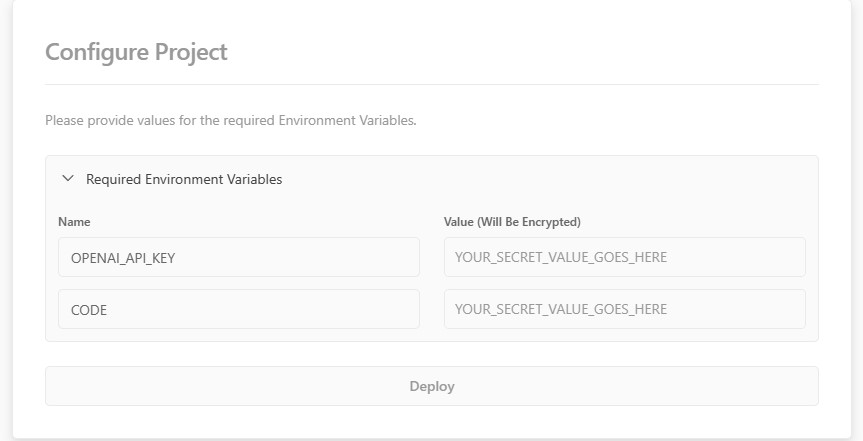 Configure Project
Please provide values for the required Environment Variables.
Required Environment Variables
Name
Value (Will Be Encrypted)
OPENAI_API_KEY
YOUR_SECRET_VALUE_GOES_HERE
CODE
YOUR_SECRET_VALUE_GOES_HERE
Deploy